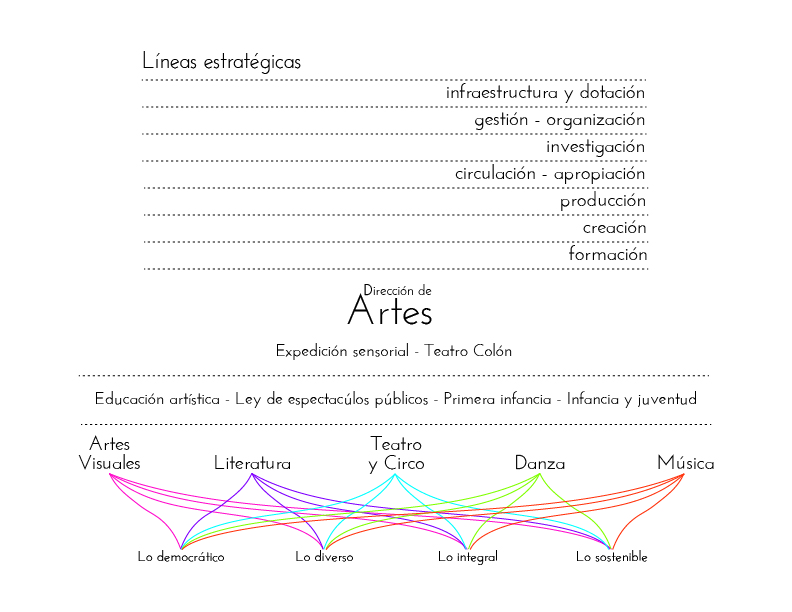 Líneas estratégicas
infraestructura y dotación
gestión - organización
investigación
circulación - apropiación
producción
creación
formación
Dirección de
Artes
Expedición sensorial - Teatro Colón
Educación artística - Ley de espectacúlos públicos - Primera infancia - Infancia y juventud
Artes
Visuales
Literatura
Teatro
y Circo
Danza
Música
Lo democrático
Lo diverso
Lo integral
Lo sostenible